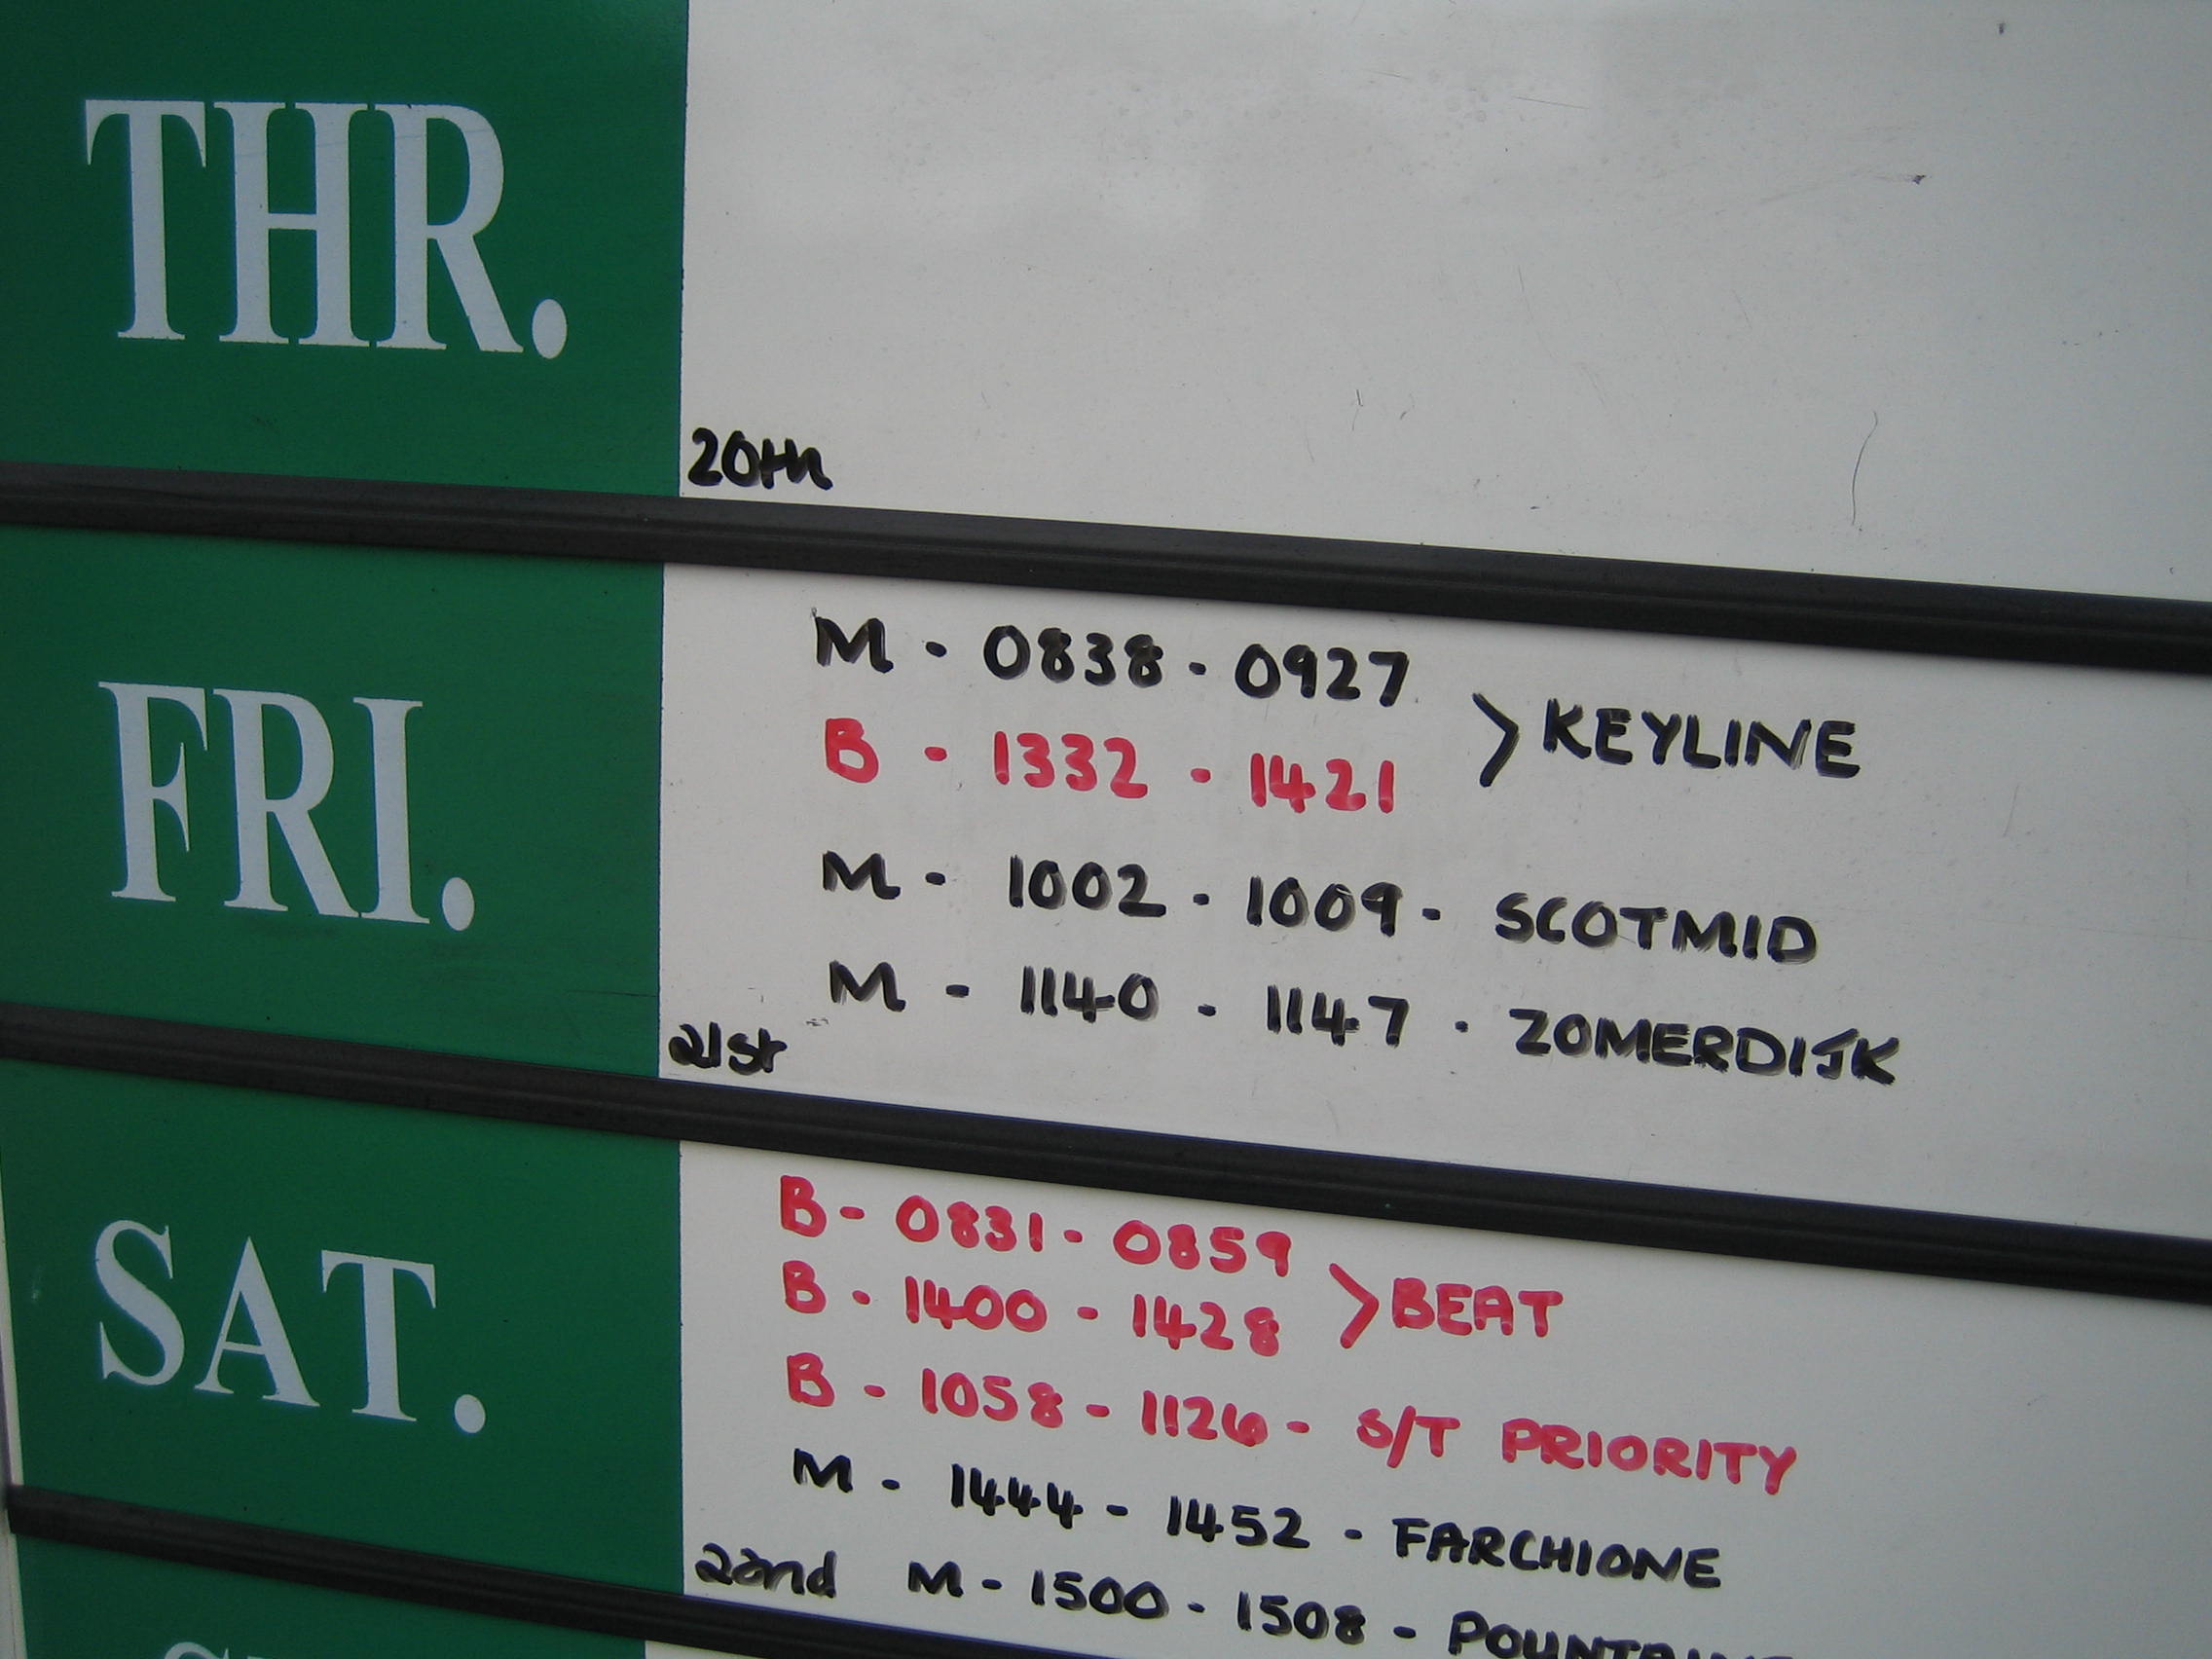 THR.
20th
FRI.
M - 0838 - 0927
B - 1332 - 1421
> KEYLINE
M - 1002 - 1009 - SCOTMID
M - 1140 - 1147 - ZOMERDIJK
21st
SAT.
B - 0831 - 0859
B - 1400 - 1428
> BEAT
B - 1058 - 1126 - S/T PRIORITY
M - 1444 - 1452 - FARCHIONE
22nd M - 1500 - 1508 -